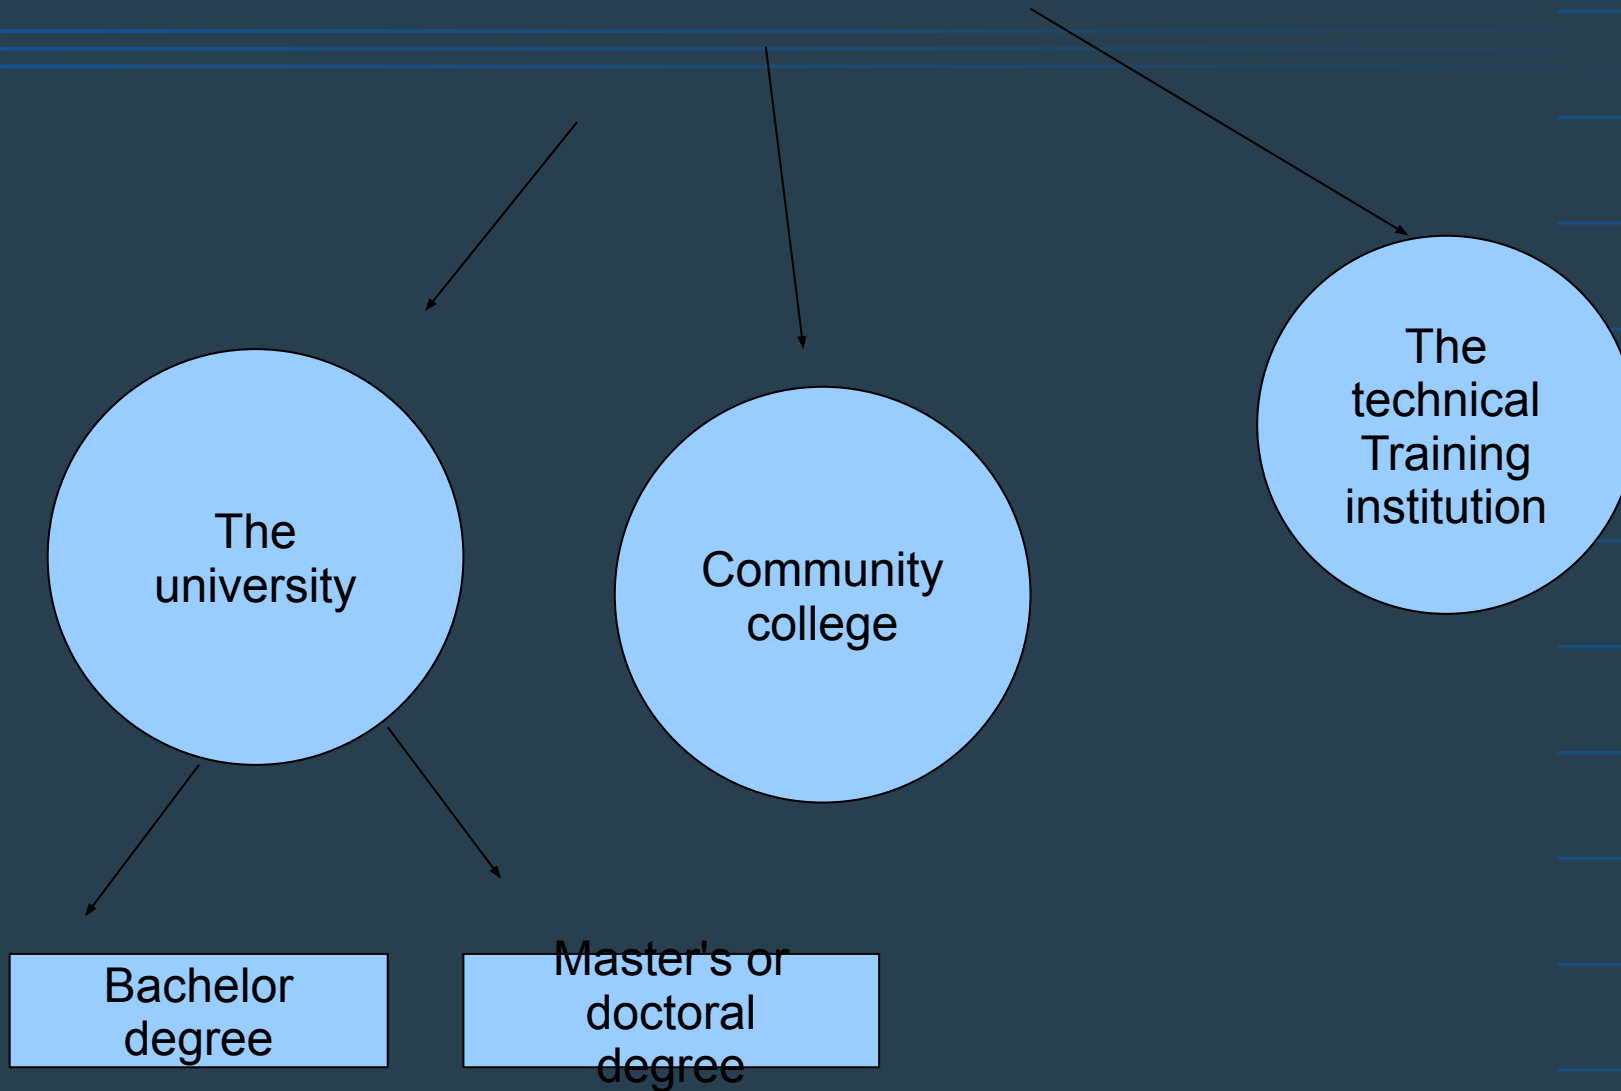 The
technical
Training
institution
The
university
Community
college
Bachelor
degree
Master's or
doctoral
degree